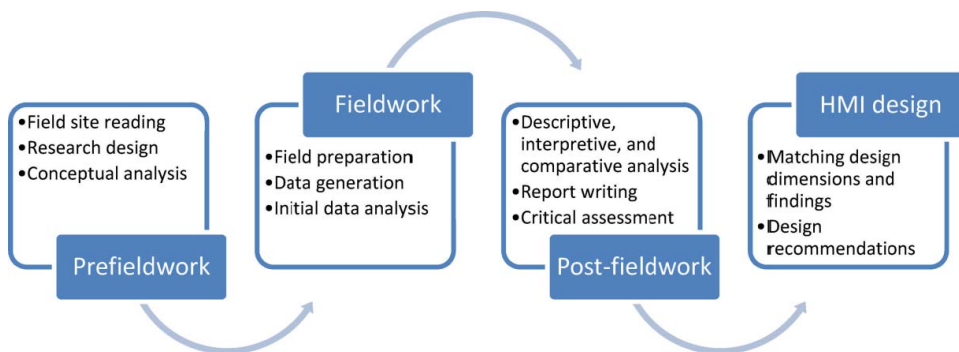 •Field site reading
•Research design
•Conceptual analysis
Prefieldwork
Fieldwork
•Field preparation
•Data generation
•Initial data analysis
•Descriptive,
interpretive, and
comparative analysis
•Report writing
•Critical assessment
Post-fieldwork
HMI design
•Matching design
dimensions and
findings
•Design
recommendations